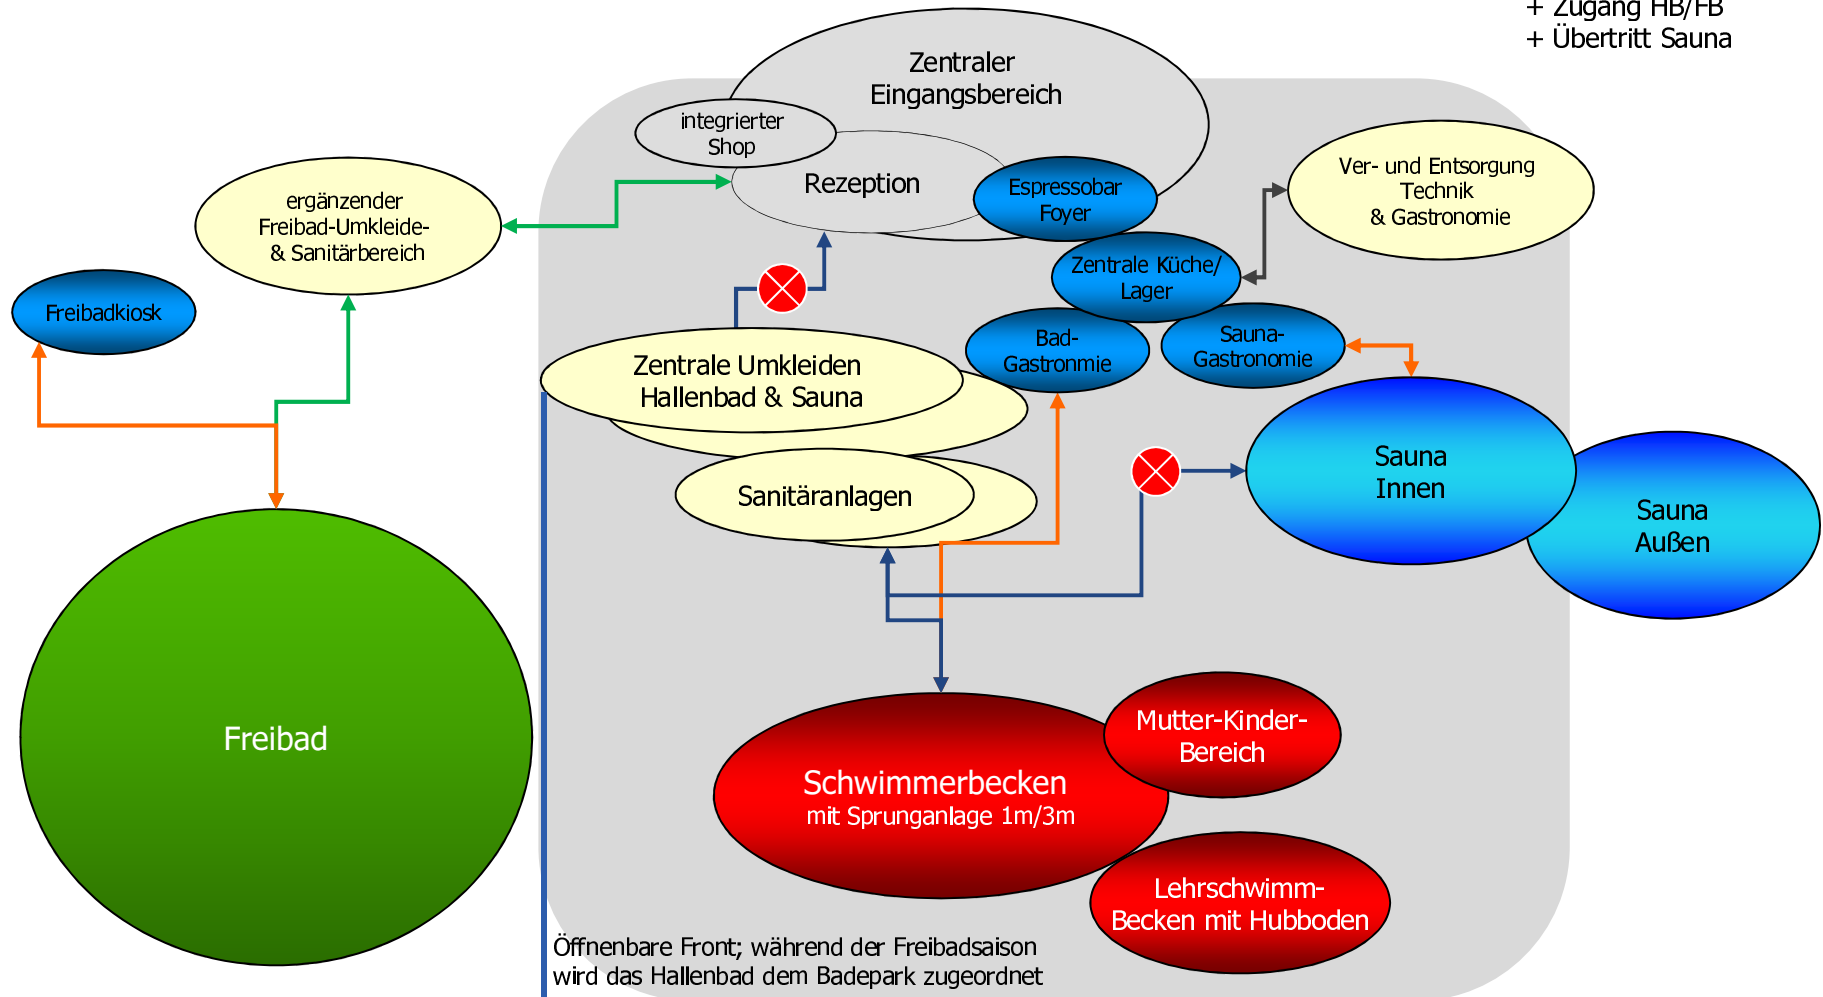 + Zugang HB/FB
+ Übertritt Sauna
Zentraler
Eingangsbereich
integrierter
Shop
Rezeption
Espressobar
Foyer
Ver- und Entsorgung
Technik
& Gastronomie
ergänzender
Freibad-Umkleide-
& Sanitärbereich
Zentrale Küche/
Lager
Freibadkiosk
Bad-
Gastronmie
Sauna-
Gastronomie
Zentrale Umkleiden
Hallenbad & Sauna
Sanitäranlagen
Sauna
Innen
Sauna
Außen
Freibad
Schwimmerbecken
mit Sprunganlage 1m/3m
Mutter-Kinder-
Bereich
Lehrschwimm-
Becken mit Hubboden
Öffnenbare Front; während der Freibadsaison
wird das Hallenbad dem Badepark zugeordnet